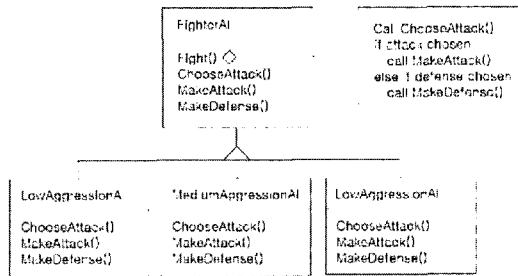 FighterAI
Fight()
ChooseAttack()
MakeAttack()
MakeDefense()
Call ChooseAttack()
if attack chosen
call MakeAttack()
else if defense chosen
call MakeDefense()
LowAggressionA
ChooseAttack()
MakeAttack()
MakeDefense()
MediumAggressionAI
ChooseAttack()
MakeAttack()
MakeDefense()
LowAggressionAI
ChooseAttack()
MakeAttack()
MakeDefense()